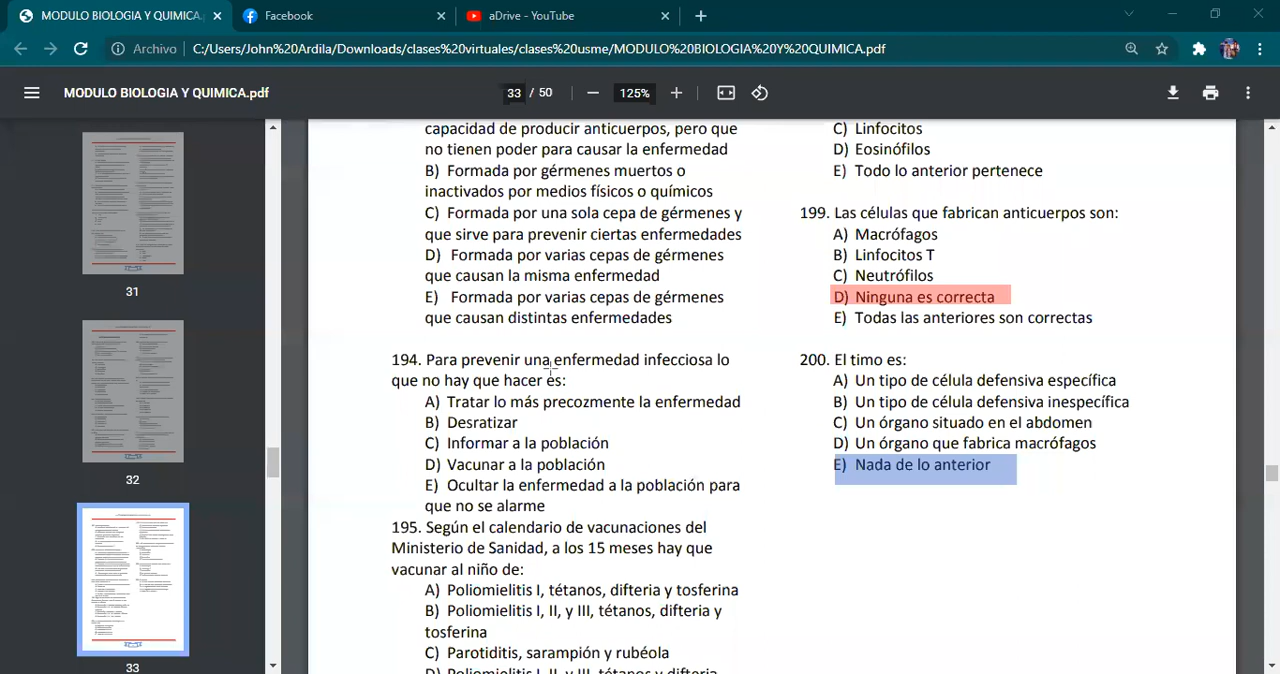 MODULO BIOLOGIA Y QUIMICA.
Facebook
aDrive - YouTube
Archivo
C:/Users/John%20Ardila/Downloads/clases%20virtuales/clases%20usme/MODULO%20BIOLOGIA%20Y%20QUIMICA.pdf
MODULO BIOLOGIA Y QUIMICA.pdf
33 / 50
125%
31
32
33
capacidad de producir anticuerpos, pero que
no tienen poder para causar la enfermedad
B) Formada por gérmenes muertos o
inactivados por medios físicos o químicos
C) Formada por una sola cepa de gérmenes y
que sirve para prevenir ciertas enfermedades
D) Formada por varias cepas de gérmenes
que causan la misma enfermedad
E) Formada por varias cepas de gérmenes
que causan distintas enfermedades
194. Para prevenir una enfermedad infecciosa lo
que no hay que hacer es:
A) Tratar lo más precozmente la enfermedad
B) Desratizar
C) Informar a la población
D) Vacunar a la población
E) Ocultar la enfermedad a la población para
que no se alarme
195. Según el calendario de vacunaciones del
Ministerio de Sanidad, a los 15 meses hay que
vacunar al niño de:
A) Poliomielitis I, tétanos, difteria y tosferina
B) Poliomielitis I, y III, tétanos, difteria y
tosferina
C) Parotiditis, sarampión y rubéola
D) Poliomielitis I, II, y III, tétanos y difteria
C) Linfocitos
D) Eosinófilos
E) Todo lo anterior pertenece
199. Las células que fabrican anticuerpos son:
A) Macrófagos
B) Linfocitos T
C) Neutrófilos
D) Ninguna es correcta
E) Todas las anteriores son correctas
200. El timo es:
A) Un tipo de célula defensiva específica
B) Un tipo de célula defensiva inespecífica
C) Un órgano situado en el abdomen
D) Un órgano que fabrica macrófagos
E) Nada de lo anterior